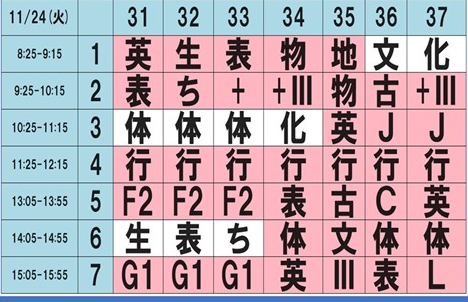 11/24(火) 31 32 33 34 35 36 37
8:25-9:15 1 英 生 表 物 地 文 化
9:25-10:15 2 表 ち + +Ⅲ 物 古 +Ⅲ
10:25-11:15 3 体 体 体 化 英 J J
11:25-12:15 4 行 行 行 行 行 行 行
13:05-13:55 5 F2 F2 F2 表 古 C 英
14:05-14:55 6 生 表 ち 体 文 体 体
15:05-15:55 7 G1 G1 G1 英 Ⅲ 表 L